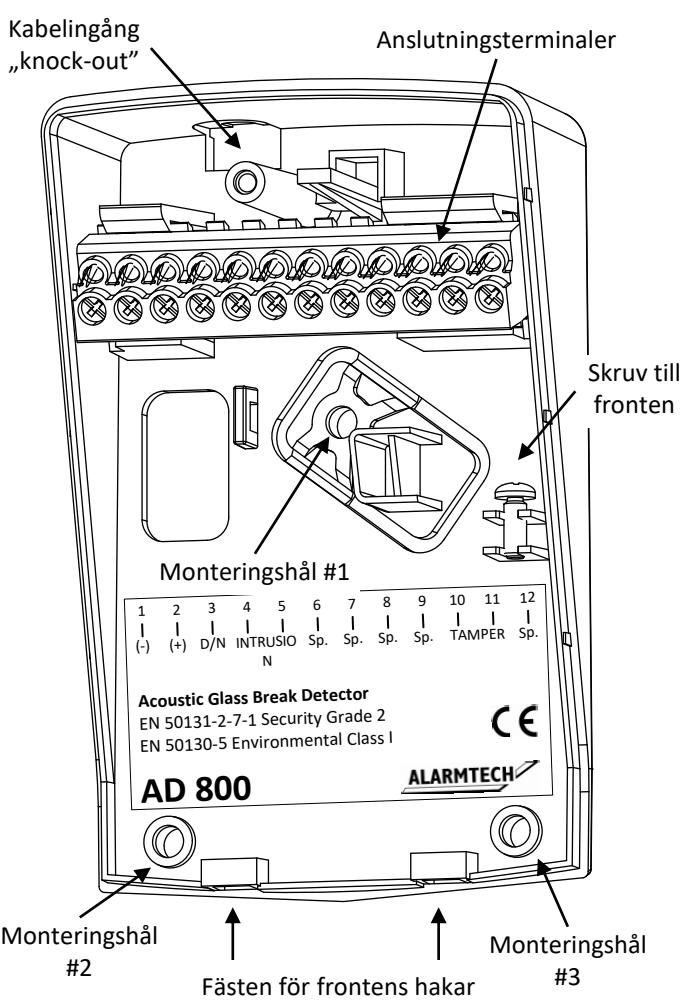 Kabelingång
„knock-out”
Anslutningsterminaler
Skruv till
fronten
Monteringshål #1
1 2 3 4 5 6 7 8 9 10 11 12
(-) (+) D/N INTRUSIO Sp. Sp. Sp. Sp. TAMPER Sp.
N
Acoustic Glass Break Detector
EN 50131-2-7-1 Security Grade 2
EN 50130-5 Environmental Class I
CE
AD 800
ALARMTECH
Monteringshål
#2
Monteringshål
#3
Fästen för frontens hakar